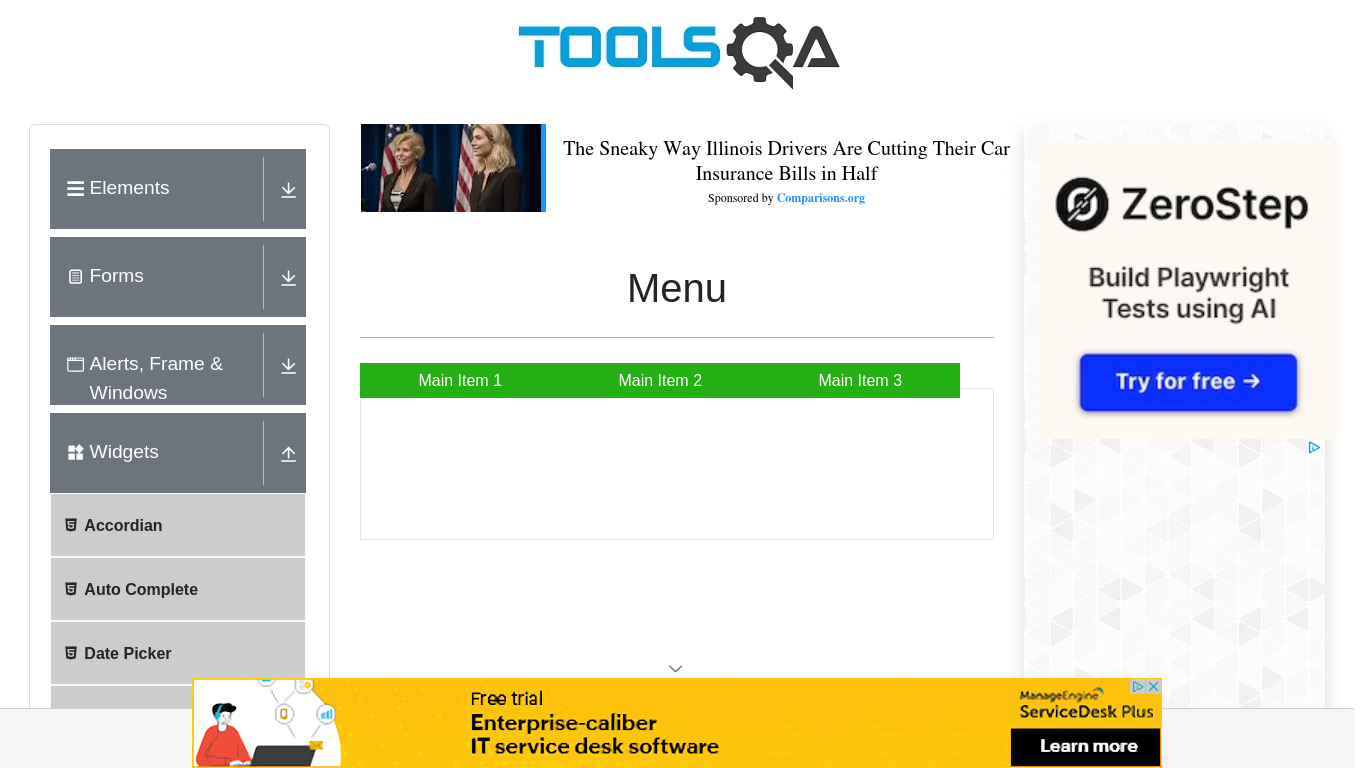 TOOLSQA
Elements
Forms
Alerts, Frame &
Windows
Widgets
Accordian
Auto Complete
Date Picker
The Sneaky Way Illinois Drivers Are Cutting Their Car
Insurance Bills in Half
Sponsored by Comparisons.org
Menu
Main Item 1
Main Item 2
Main Item 3
ZeroStep
Build Playwright
Tests using AI
Try for free →
Free trial
Enterprise-caliber
IT service desk software
ManageEngine
ServiceDesk Plus
Learn more